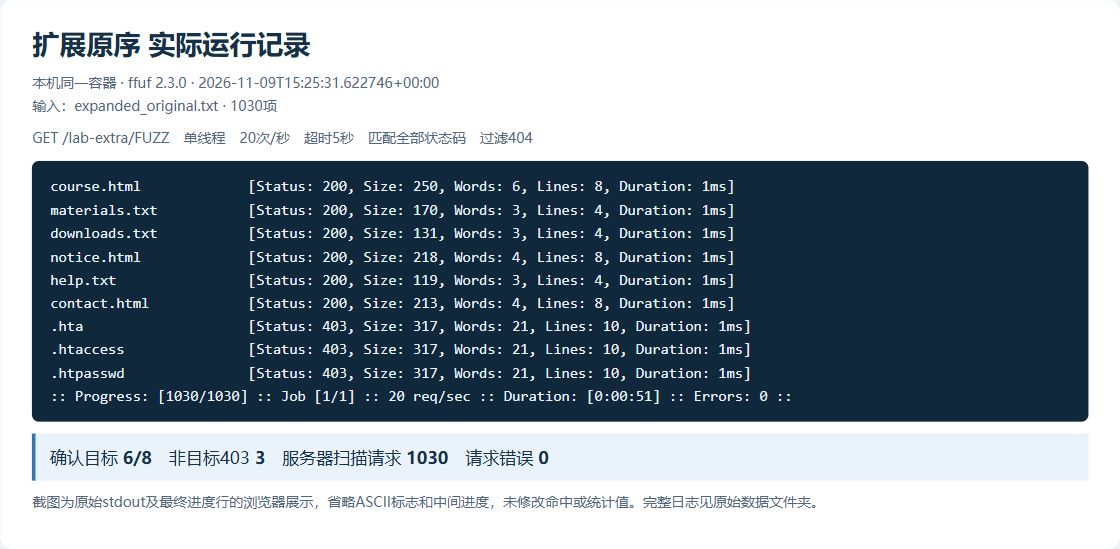 扩展原序 实际运行记录
本机同一容器 · ffuf 2.3.0 · 2026-11-09T15:25:31.622746+00:00
输入：expanded_original.txt · 1030项
GET /lab-extra/FUZZ 单线程 20次/秒 超时5秒 匹配全部状态码 过滤404
course.html [Status: 200, Size: 250, Words: 6, Lines: 8, Duration: 1ms]
materials.txt [Status: 200, Size: 170, Words: 3, Lines: 4, Duration: 1ms]
downloads.txt [Status: 200, Size: 131, Words: 3, Lines: 4, Duration: 1ms]
notice.html [Status: 200, Size: 218, Words: 4, Lines: 8, Duration: 1ms]
help.txt [Status: 200, Size: 119, Words: 3, Lines: 4, Duration: 1ms]
contact.html [Status: 200, Size: 213, Words: 4, Lines: 8, Duration: 1ms]
.hta [Status: 403, Size: 317, Words: 21, Lines: 10, Duration: 1ms]
.htaccess [Status: 403, Size: 317, Words: 21, Lines: 10, Duration: 1ms]
.htpasswd [Status: 403, Size: 317, Words: 21, Lines: 10, Duration: 1ms]
:: Progress: [1030/1030] :: Job [1/1] :: 20 req/sec :: Duration: [0:00:51] :: Errors: 0 ::
确认目标 6/8 非目标403 3 服务器扫描请求 1030 请求错误 0
截图为原始stdout及最终进度行的浏览器展示，省略ASCII标志和中间进度，未修改命中或统计值。完整日志见原始数据文件夹。